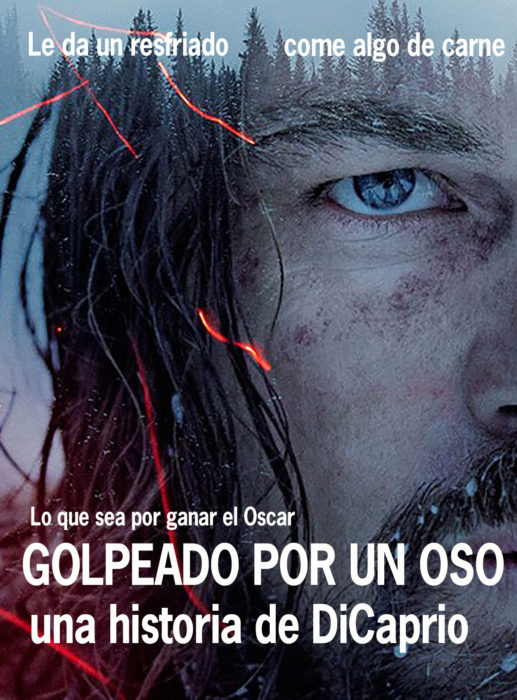 Le da un resfriado come algo de carne
Lo que sea por ganar el Oscar
GOLPEADO POR UN OSO
una historia de DiCaprio